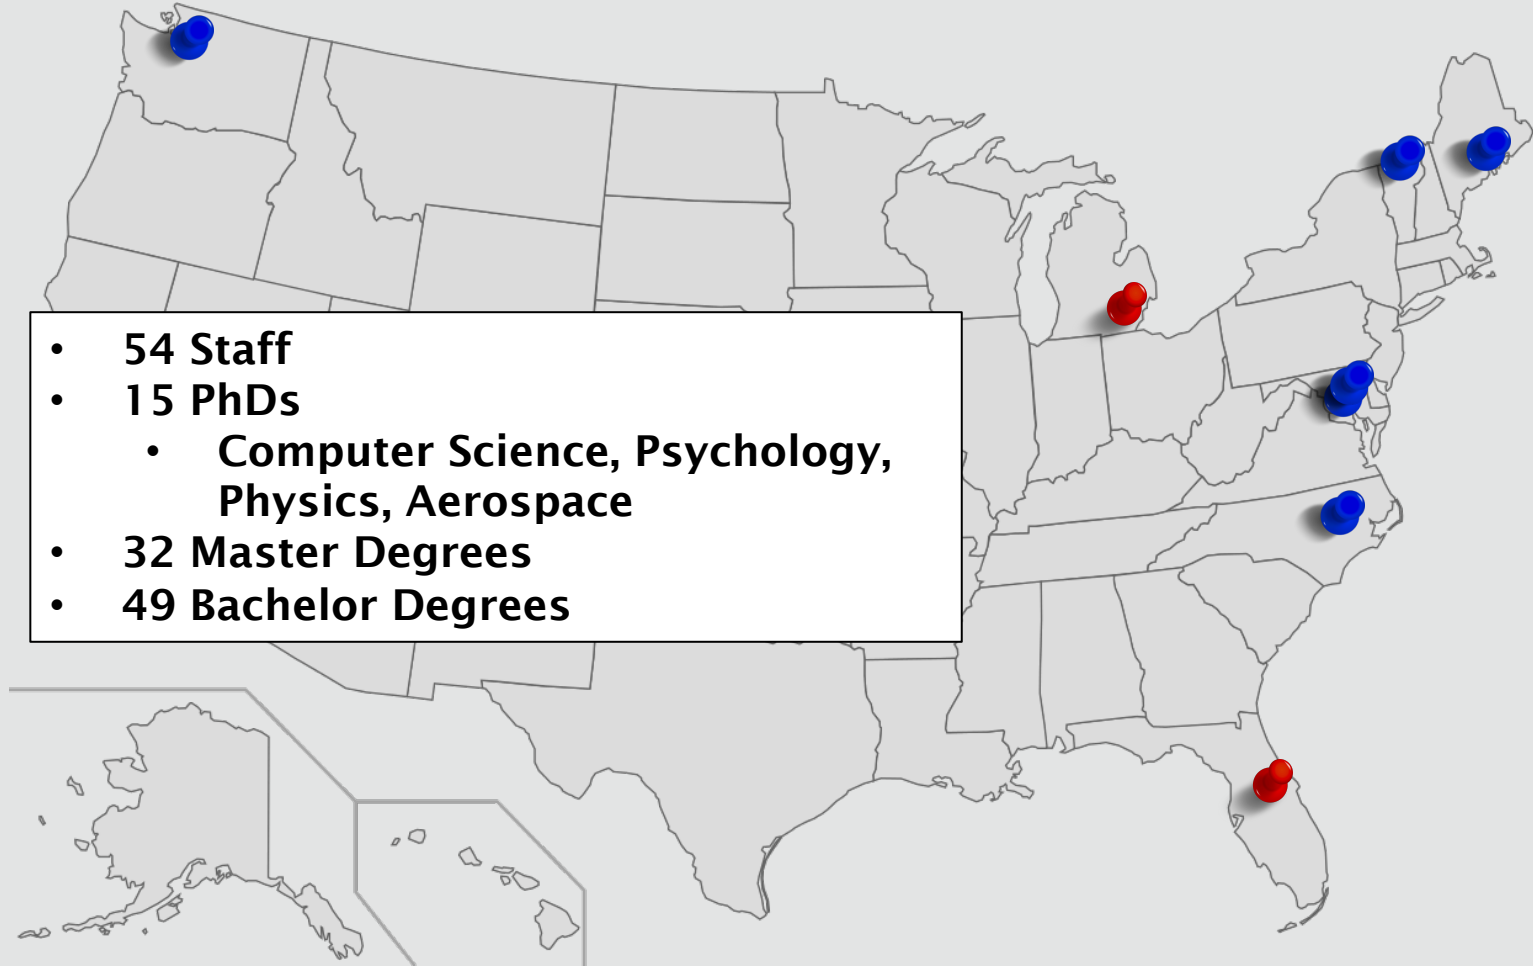 • 54 Staff
• 15 PhDs
• Computer Science, Psychology,
Physics, Aerospace
• 32 Master Degrees
• 49 Bachelor Degrees